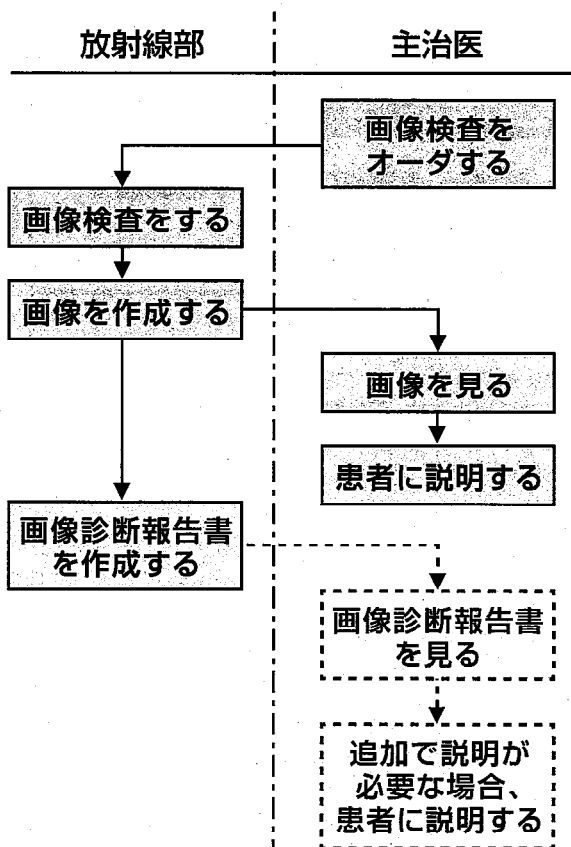 放射線部
主治医
画像検査を
オーダする
画像検査をする
画像を作成する
画像を見る
患者に説明する
画像診断報告書
を作成する
画像診断報告書
を見る
追加で説明が
必要な場合、
患者に説明する